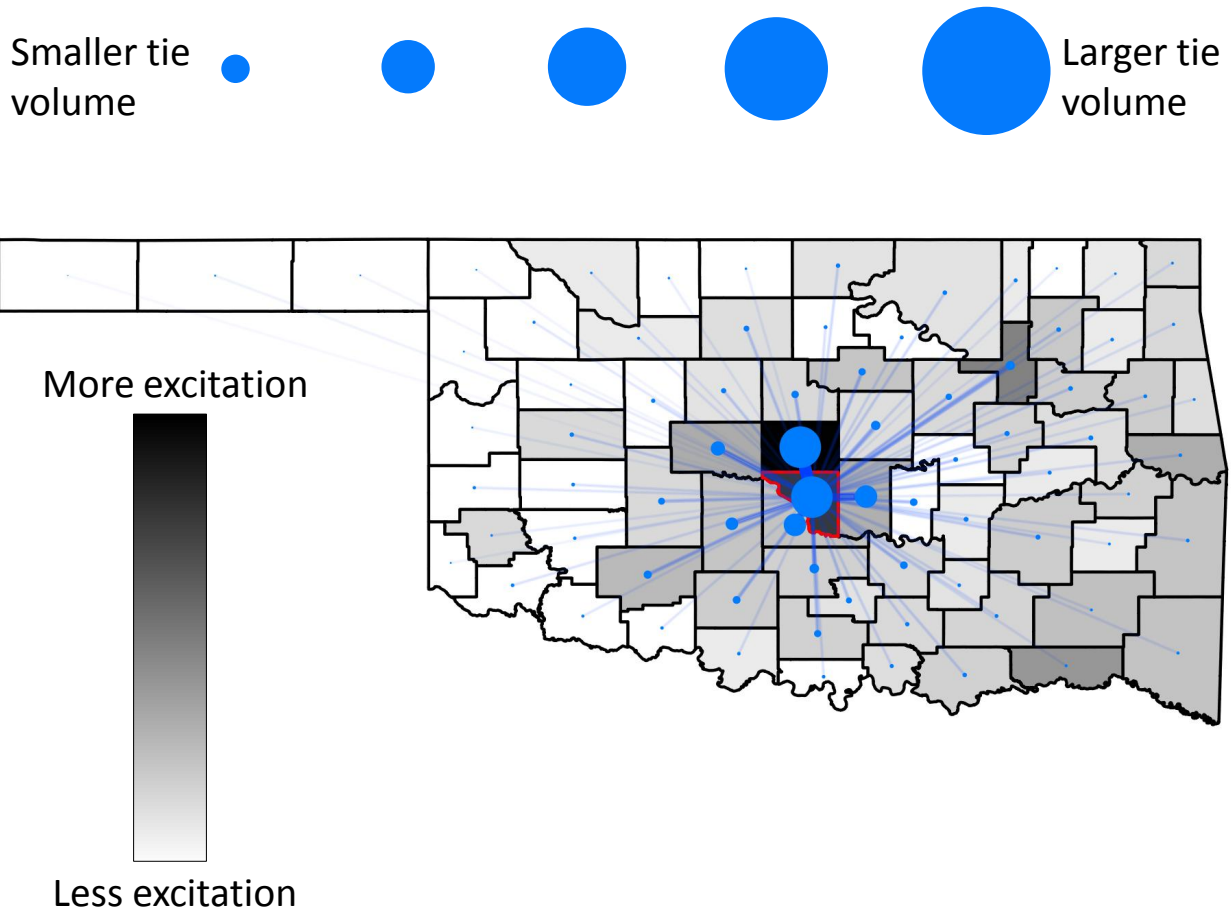 Smaller tie
volume
Larger tie
volume
More excitation
Less excitation